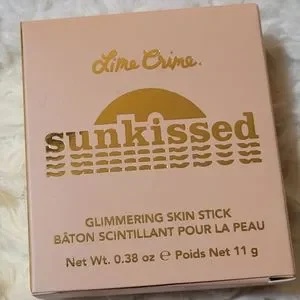 Lime Crime.
sunkissed
GLIMMERING SKIN STICK
BÂTON SCINTILLANT POUR LA PEAU
Net Wt. 0.38 oz ℮ Poids Net 11 g